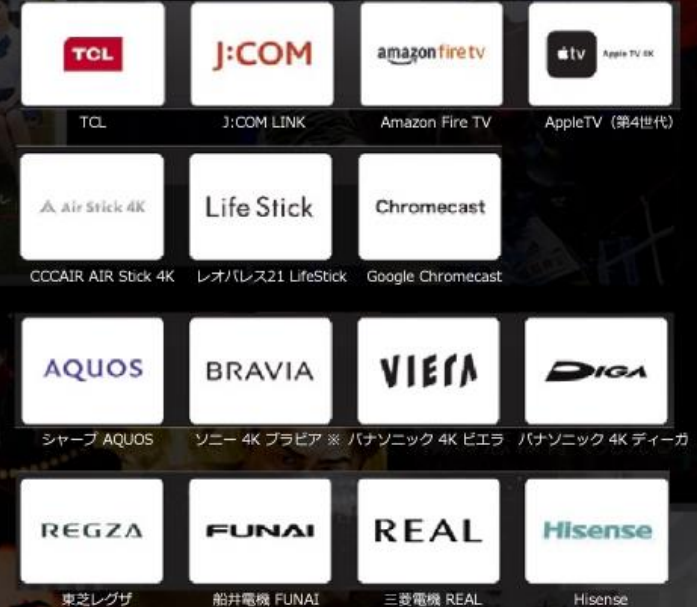 TCL
J:COM
amazon fire tv
tv Apple TV 4K
TCL
J:COM LINK
Amazon Fire TV
AppleTV（第4世代）
Air Stick 4K
Life Stick
Chromecast
CCCAIR AIR Stick 4K
レオパレス21 LifeStick
Google Chromecast
AQUOS
BRAVIA
VIERA
DIGA
シャープ AQUOS
ソニー 4K ブラビア ※
パナソニック 4K ビエラ
パナソニック 4K ディーガ
REGZA
FUNAI
REAL
Hisense
東芝レグザ
船井電機 FUNAI
三菱電機 REAL
Hisense